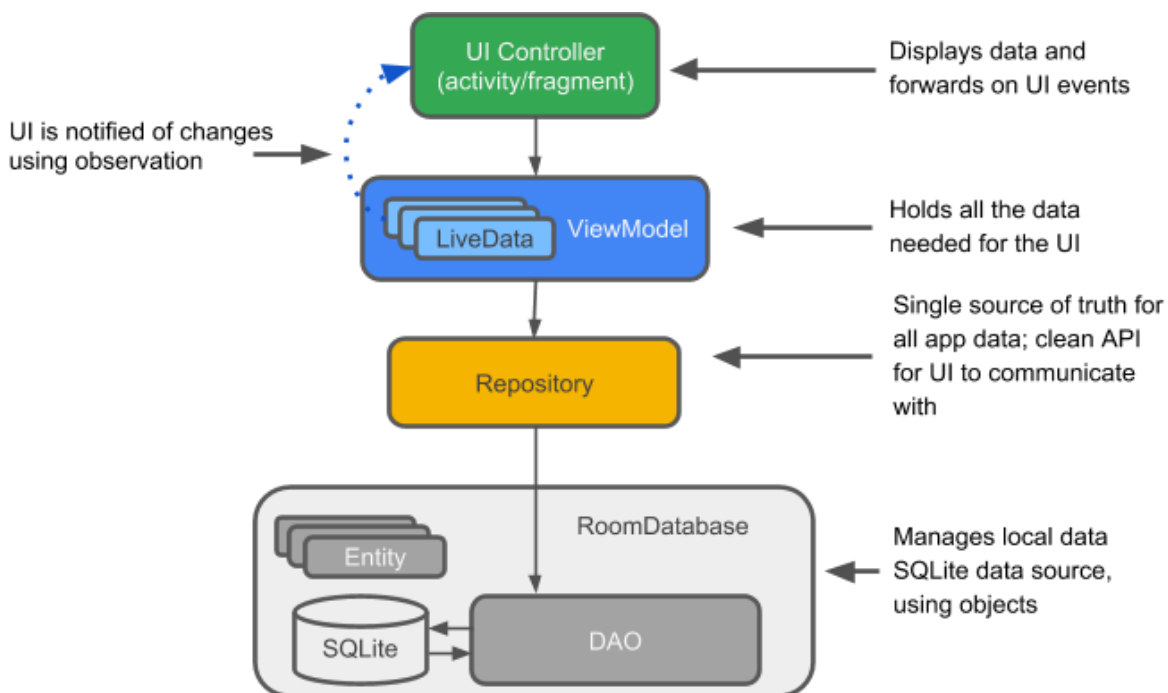 UI Controller
(activity/fragment)
Displays data and
forwards on UI events
UI is notified of changes
using observation
LiveData
ViewModel
Holds all the data
needed for the UI
Repository
Single source of truth for
all app data; clean API
for UI to communicate
with
RoomDatabase
Entity
SQLite
DAO
Manages local data
SQLite data source,
using objects